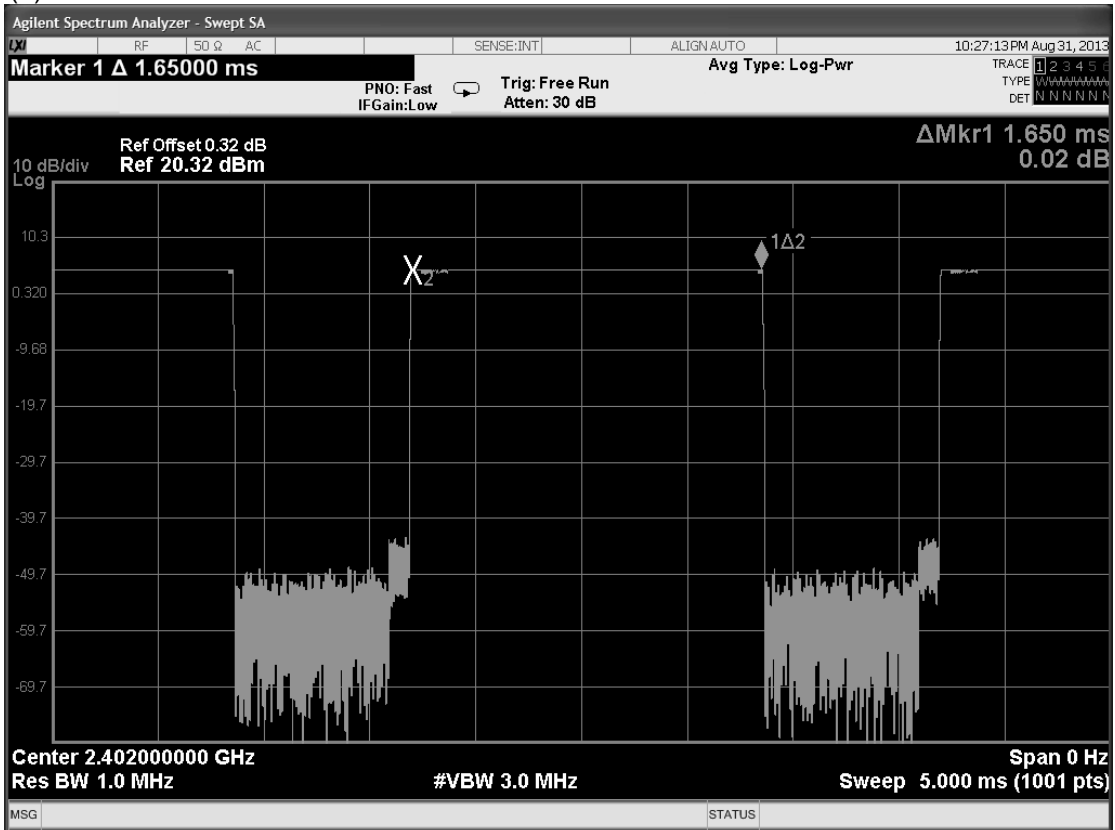 Agilent Spectrum Analyzer - Swept SA
LXI RF 50 Ω AC SENSE:INT ALIGN AUTO 10:27:13 PM Aug 31, 2013
Marker 1 Δ 1.65000 ms
PNO: Fast
IFGain:Low
Trig: Free Run
Atten: 30 dB
Avg Type: Log-Pwr
TRACE 1 2 3 4 5 6
TYPE
DET N N N N N N
ΔMkr1 1.650 ms
0.02 dB
Ref Offset 0.32 dB
10 dB/div Ref 20.32 dBm
Log
10.3
0.320
-9.68
-19.7
-29.7
-39.7
-49.7
-59.7
-69.7
X2
1Δ2
Center 2.402000000 GHz Span 0 Hz
Res BW 1.0 MHz #VBW 3.0 MHz Sweep 5.000 ms (1001 pts)
MSG STATUS